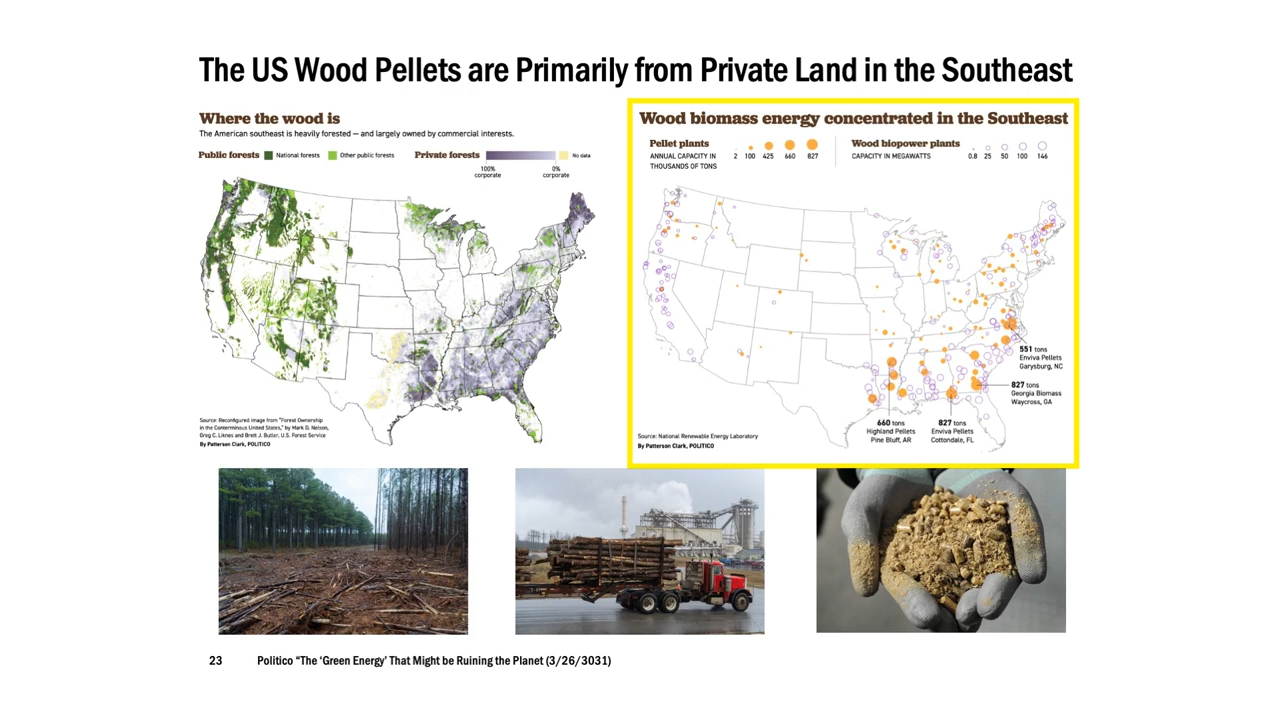 The US Wood Pellets are Primarily from Private Land in the Southeast
Where the wood is
The American southeast is heavily forested — and largely owned by commercial interests.
Public forests National forests Other public forests Private forests No data
100% corporate 0% corporate
Source: Reconfigured image from "Forest Ownership
in the Conterminous United States," by Mark D. Nelson,
Greg C. Liknes and Brett J. Butler, U.S. Forest Service
By Patterson Clark, POLITICO
Wood biomass energy concentrated in the Southeast
Pellet plants
ANNUAL CAPACITY IN
THOUSANDS OF TONS
2 100 425 660 827
Wood biopower plants
CAPACITY IN MEGAWATTS
0.8 25 50 100 146
551 tons
Enviva Pellets
Garysburg, NC
827 tons
Georgia Biomass
Waycross, GA
660 tons
Highland Pellets
Pine Bluff, AR
827 tons
Enviva Pellets
Cottondale, FL
Source: National Renewable Energy Laboratory
By Patterson Clark, POLITICO
23 Politico “The ‘Green Energy’ That Might be Ruining the Planet (3/26/3031)